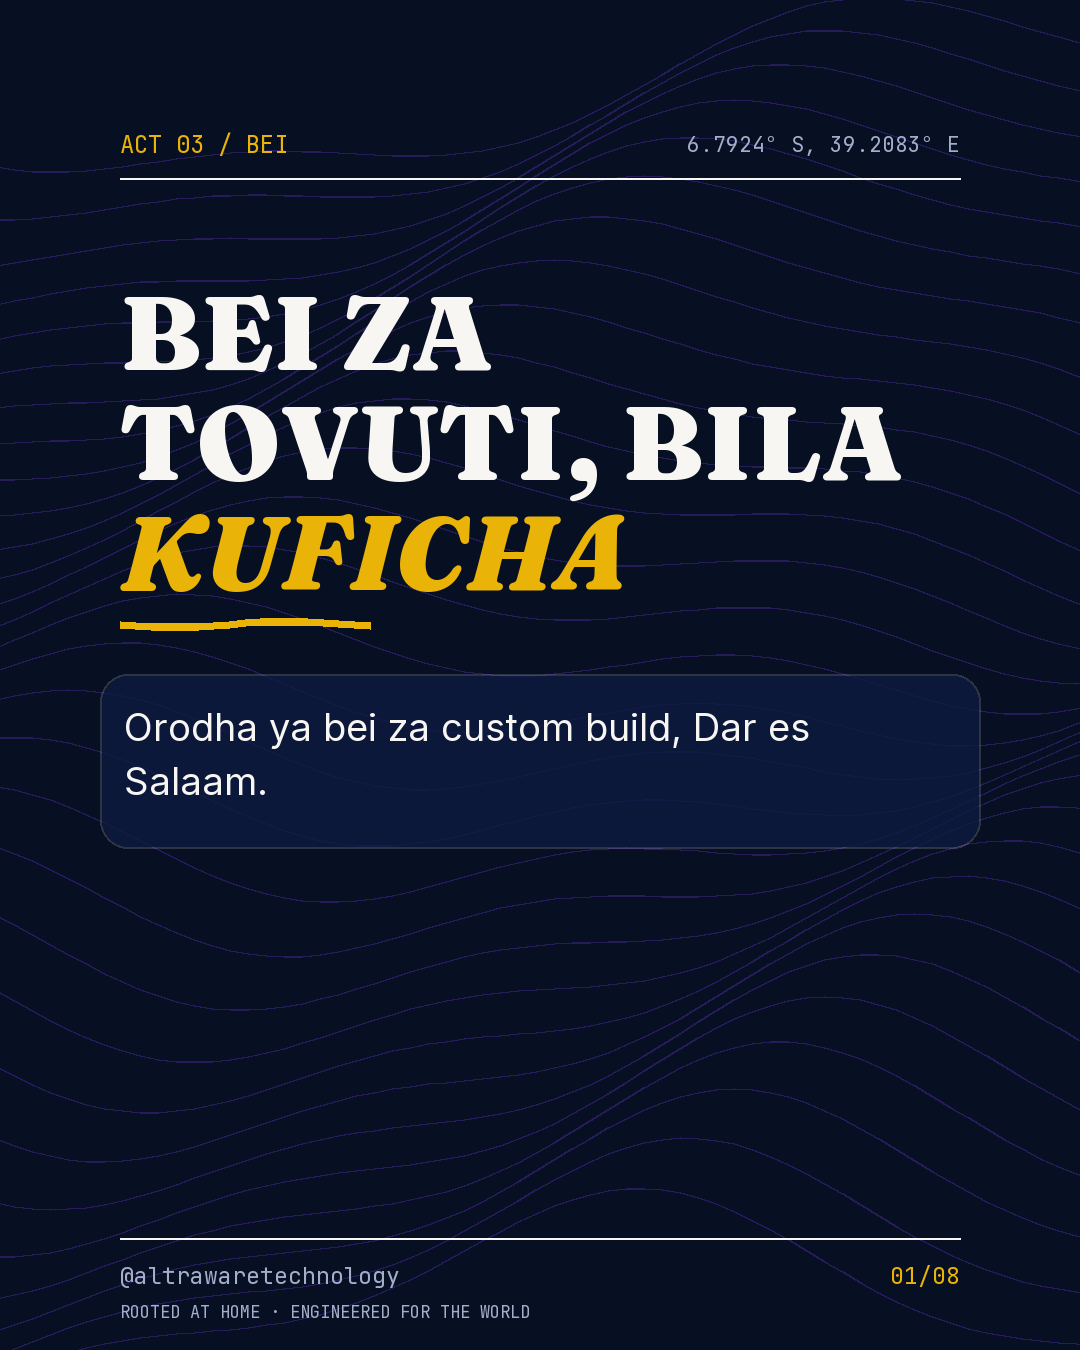 ACT 03 / BEI
6.7924° S, 39.2083° E
BEI ZA
TOVUTI, BILA
KUFICHA
Orodha ya bei za custom build, Dar es
Salaam.
@altrawaretechnology
01/08
ROOTED AT HOME · ENGINEERED FOR THE WORLD